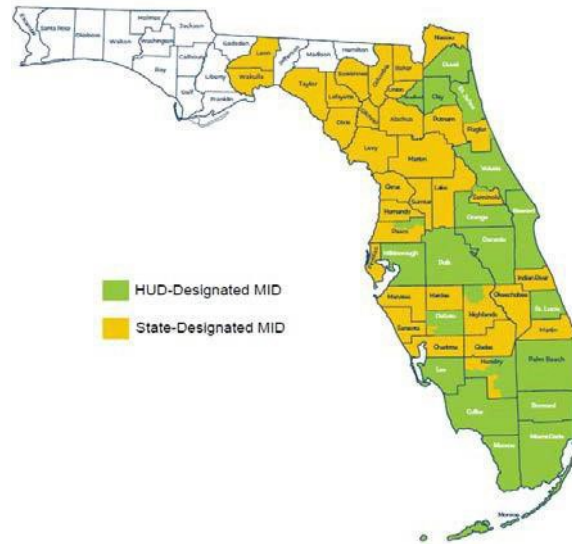 Holmes
Jackson
Santa Rosa
Okaloosa
Walton
Washington
Gadsden
Leon
Madison
Hamilton
Nassau
Calhoun
Bay
Liberty
Wakulla
Taylor
Suwannee
Columbia
Baker
Duval
Gulf
Franklin
Lafayette
Union
Clay
St. Johns
Dixie
Alachua
Putnam
Flagler
Levy
Marion
Volusia
Citrus
Sumter
Lake
Seminole
Hernando
Orange
Brevard
Pasco
Osceola
Hillsborough
Polk
HUD-Designated MID
Indian River
Manatee
Hardee
Okeechobee
St. Lucie
State-Designated MID
DeSoto
Highlands
Sarasota
Martin
Charlotte
Glades
Lee
Hendry
Palm Beach
Collier
Broward
Monroe
Miami-Dade
Monroe